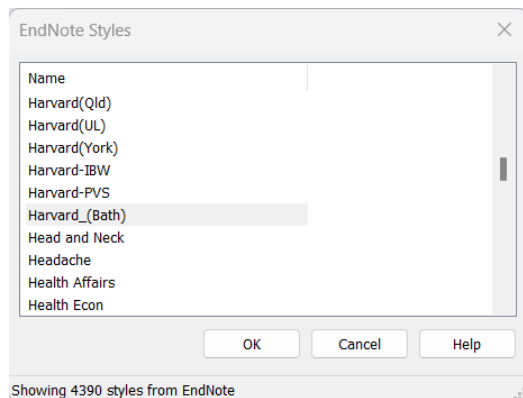 EndNote Styles
Name
Harvard(Qld)
Harvard(UL)
Harvard(York)
Harvard-IBW
Harvard-PVS
Harvard_(Bath)
Head and Neck
Headache
Health Affairs
Health Econ
OK Cancel Help
Showing 4390 styles from EndNote